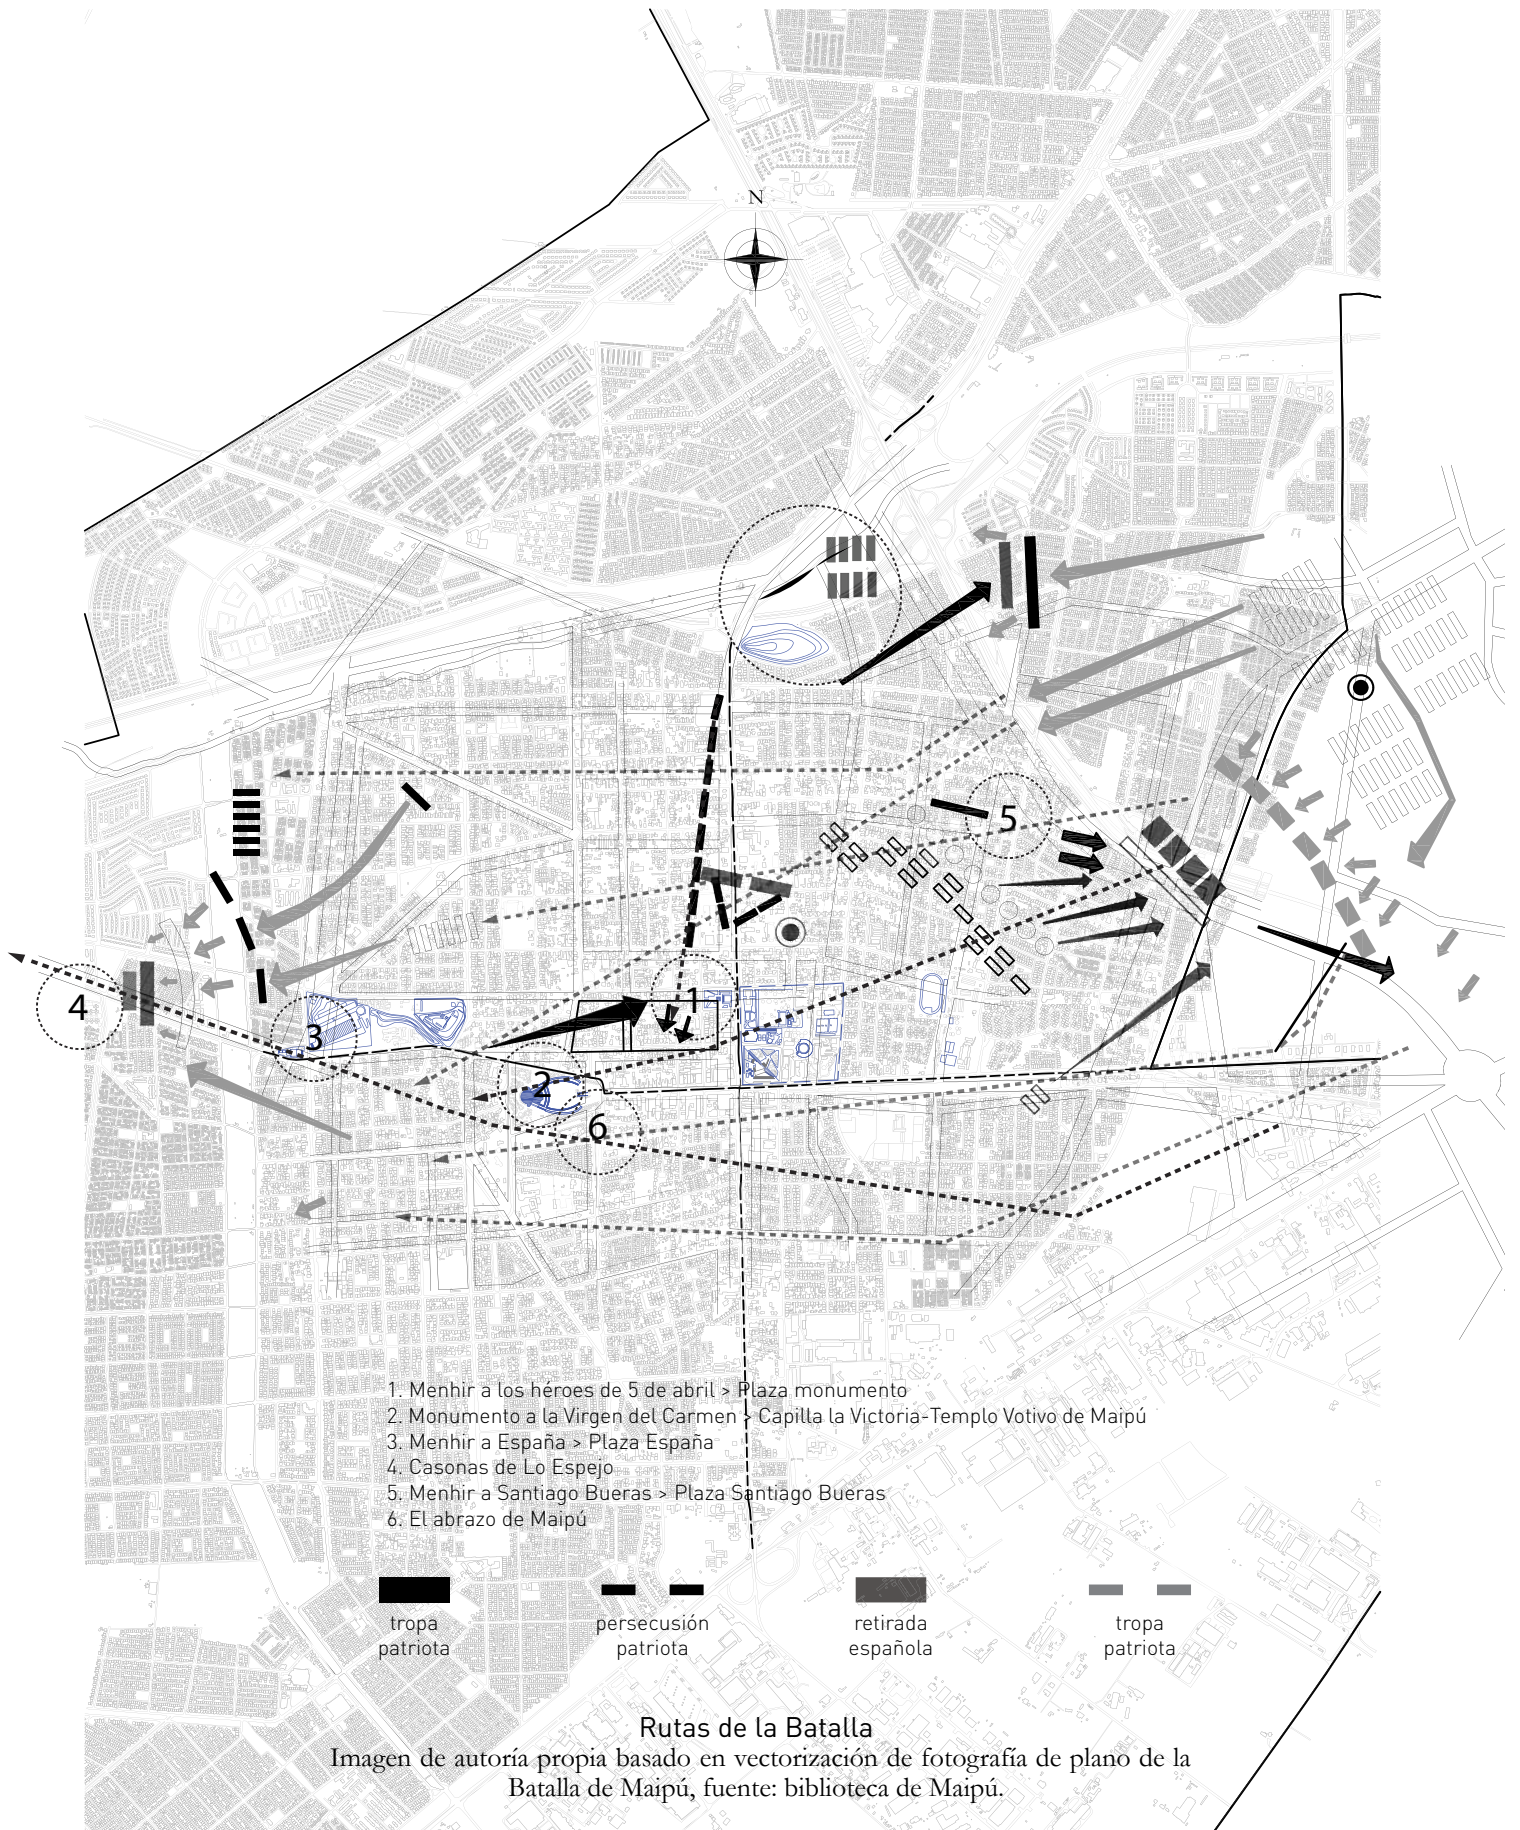 N
5
1
4
3
2
6
1. Menhir a los héroes de 5 de abril > Plaza monumento
2. Monumento a la Virgen del Carmen > Capilla la Victoria-Templo Votivo de Maipú
3. Menhir a España > Plaza España
4. Casonas de Lo Espejo
5. Menhir a Santiago Bueras > Plaza Santiago Bueras
6. El abrazo de Maipú
tropa
patriota
persecusión
patriota
retirada
española
tropa
patriota
Rutas de la Batalla
Imagen de autoría propia basado en vectorización de fotografía de plano de la
Batalla de Maipú, fuente: biblioteca de Maipú.